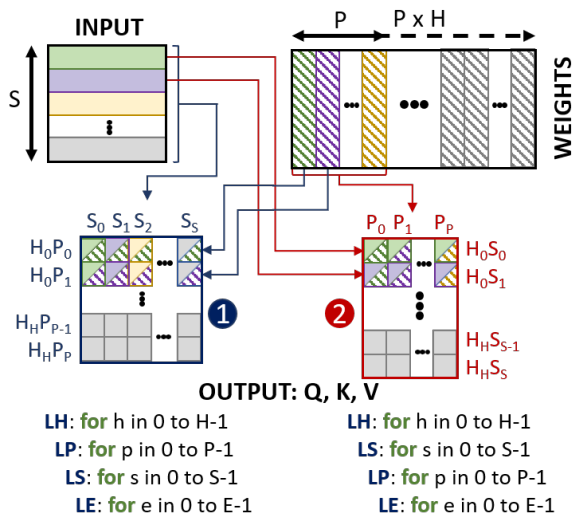 INPUT
P
P x H
S
WEIGHTS
S0 S1 S2 SS
P0 P1 PP
H0P0
H0P1
HHPP-1
HHPP
H0S0
H0S1
HHSS-1
HHSS
1
2
OUTPUT: Q, K, V
LH: for h in 0 to H-1
LP: for p in 0 to P-1
LS: for s in 0 to S-1
LE: for e in 0 to E-1
LH: for h in 0 to H-1
LS: for s in 0 to S-1
LP: for p in 0 to P-1
LE: for e in 0 to E-1